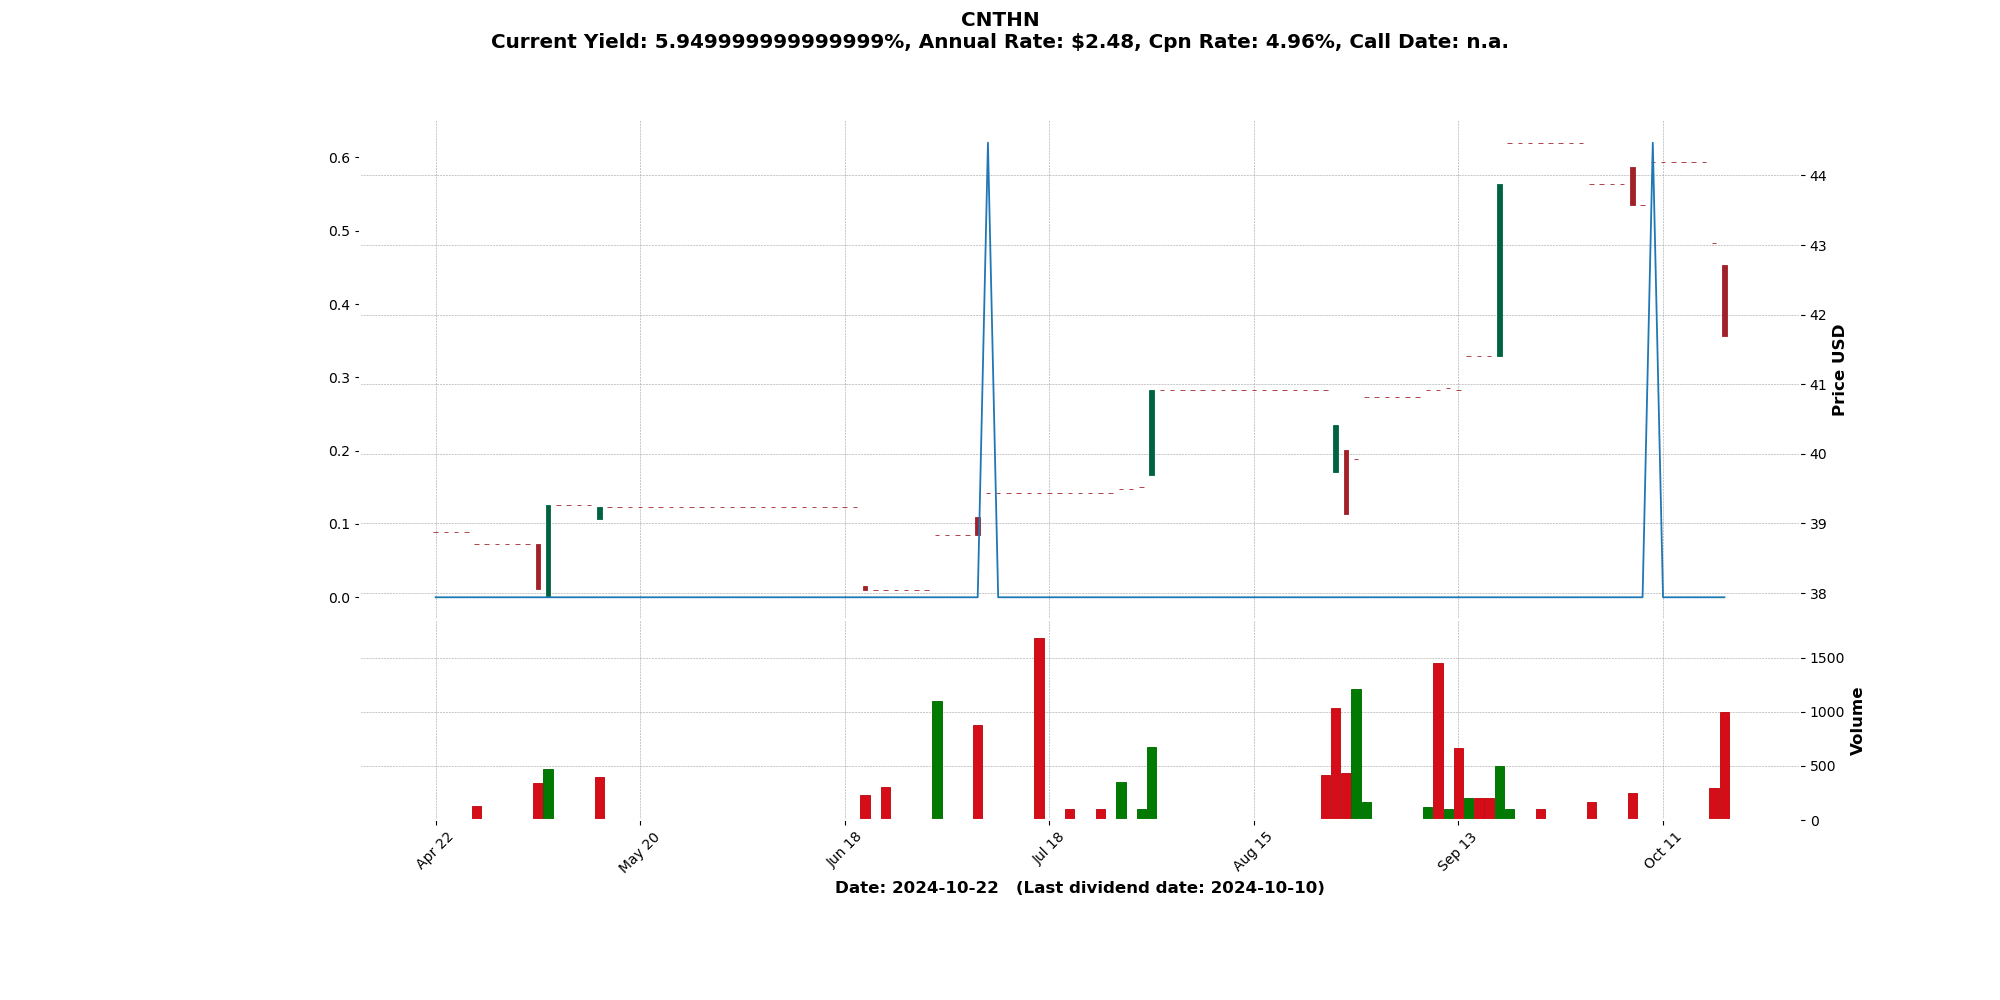 CNTHN
Current Yield: 5.949999999999999%, Annual Rate: $2.48, Cpn Rate: 4.96%, Call Date: n.a.
0.6
0.5
0.4
0.3
0.2
0.1
0.0
44
43
42
41
40
39
38
Price USD
1500
1000
500
0
Volume
Apr 22
May 20
Jun 18
Jul 18
Aug 15
Sep 13
Oct 11
Date: 2024-10-22   (Last dividend date: 2024-10-10)